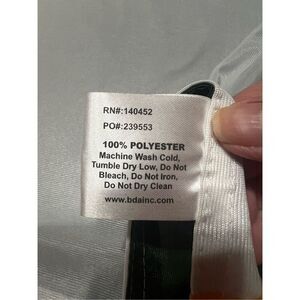 RN#:140452
PO#:239553
100% POLYESTER
Machine Wash Cold,
Tumble Dry Low, Do Not
Bleach, Do Not Iron,
Do Not Dry Clean
www.bdainc.com